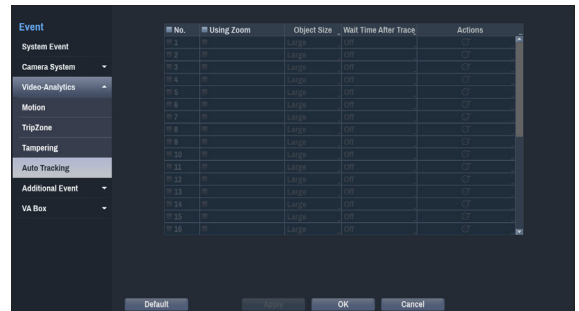 Event
System Event
Camera System
Video-Analytics
Motion
TripZone
Tampering
Auto Tracking
Additional Event
VA Box
No. Using Zoom Object Size Wait Time After Trace Actions
1 Large Off
2 Large Off
3 Large Off
4 Large Off
5 Large Off
6 Large Off
7 Large Off
8 Large Off
9 Large Off
10 Large Off
11 Large Off
12 Large Off
13 Large Off
14 Large Off
15 Large Off
16 Large Off
Default Apply OK Cancel